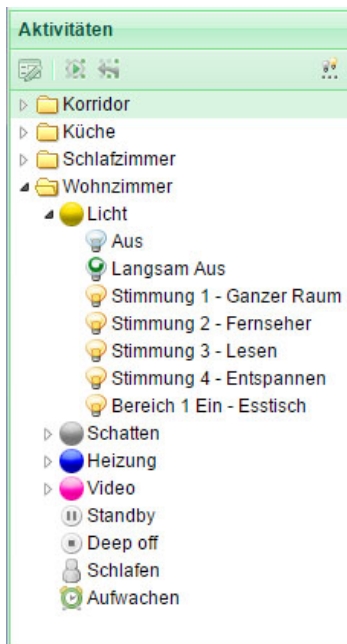 Aktivitäten
Korridor
Küche
Schlafzimmer
Wohnzimmer
Licht
Aus
Langsam Aus
Stimmung 1 - Ganzer Raum
Stimmung 2 - Fernseher
Stimmung 3 - Lesen
Stimmung 4 - Entspannen
Bereich 1 Ein - Esstisch
Schatten
Heizung
Video
Standby
Deep off
Schlafen
Aufwachen